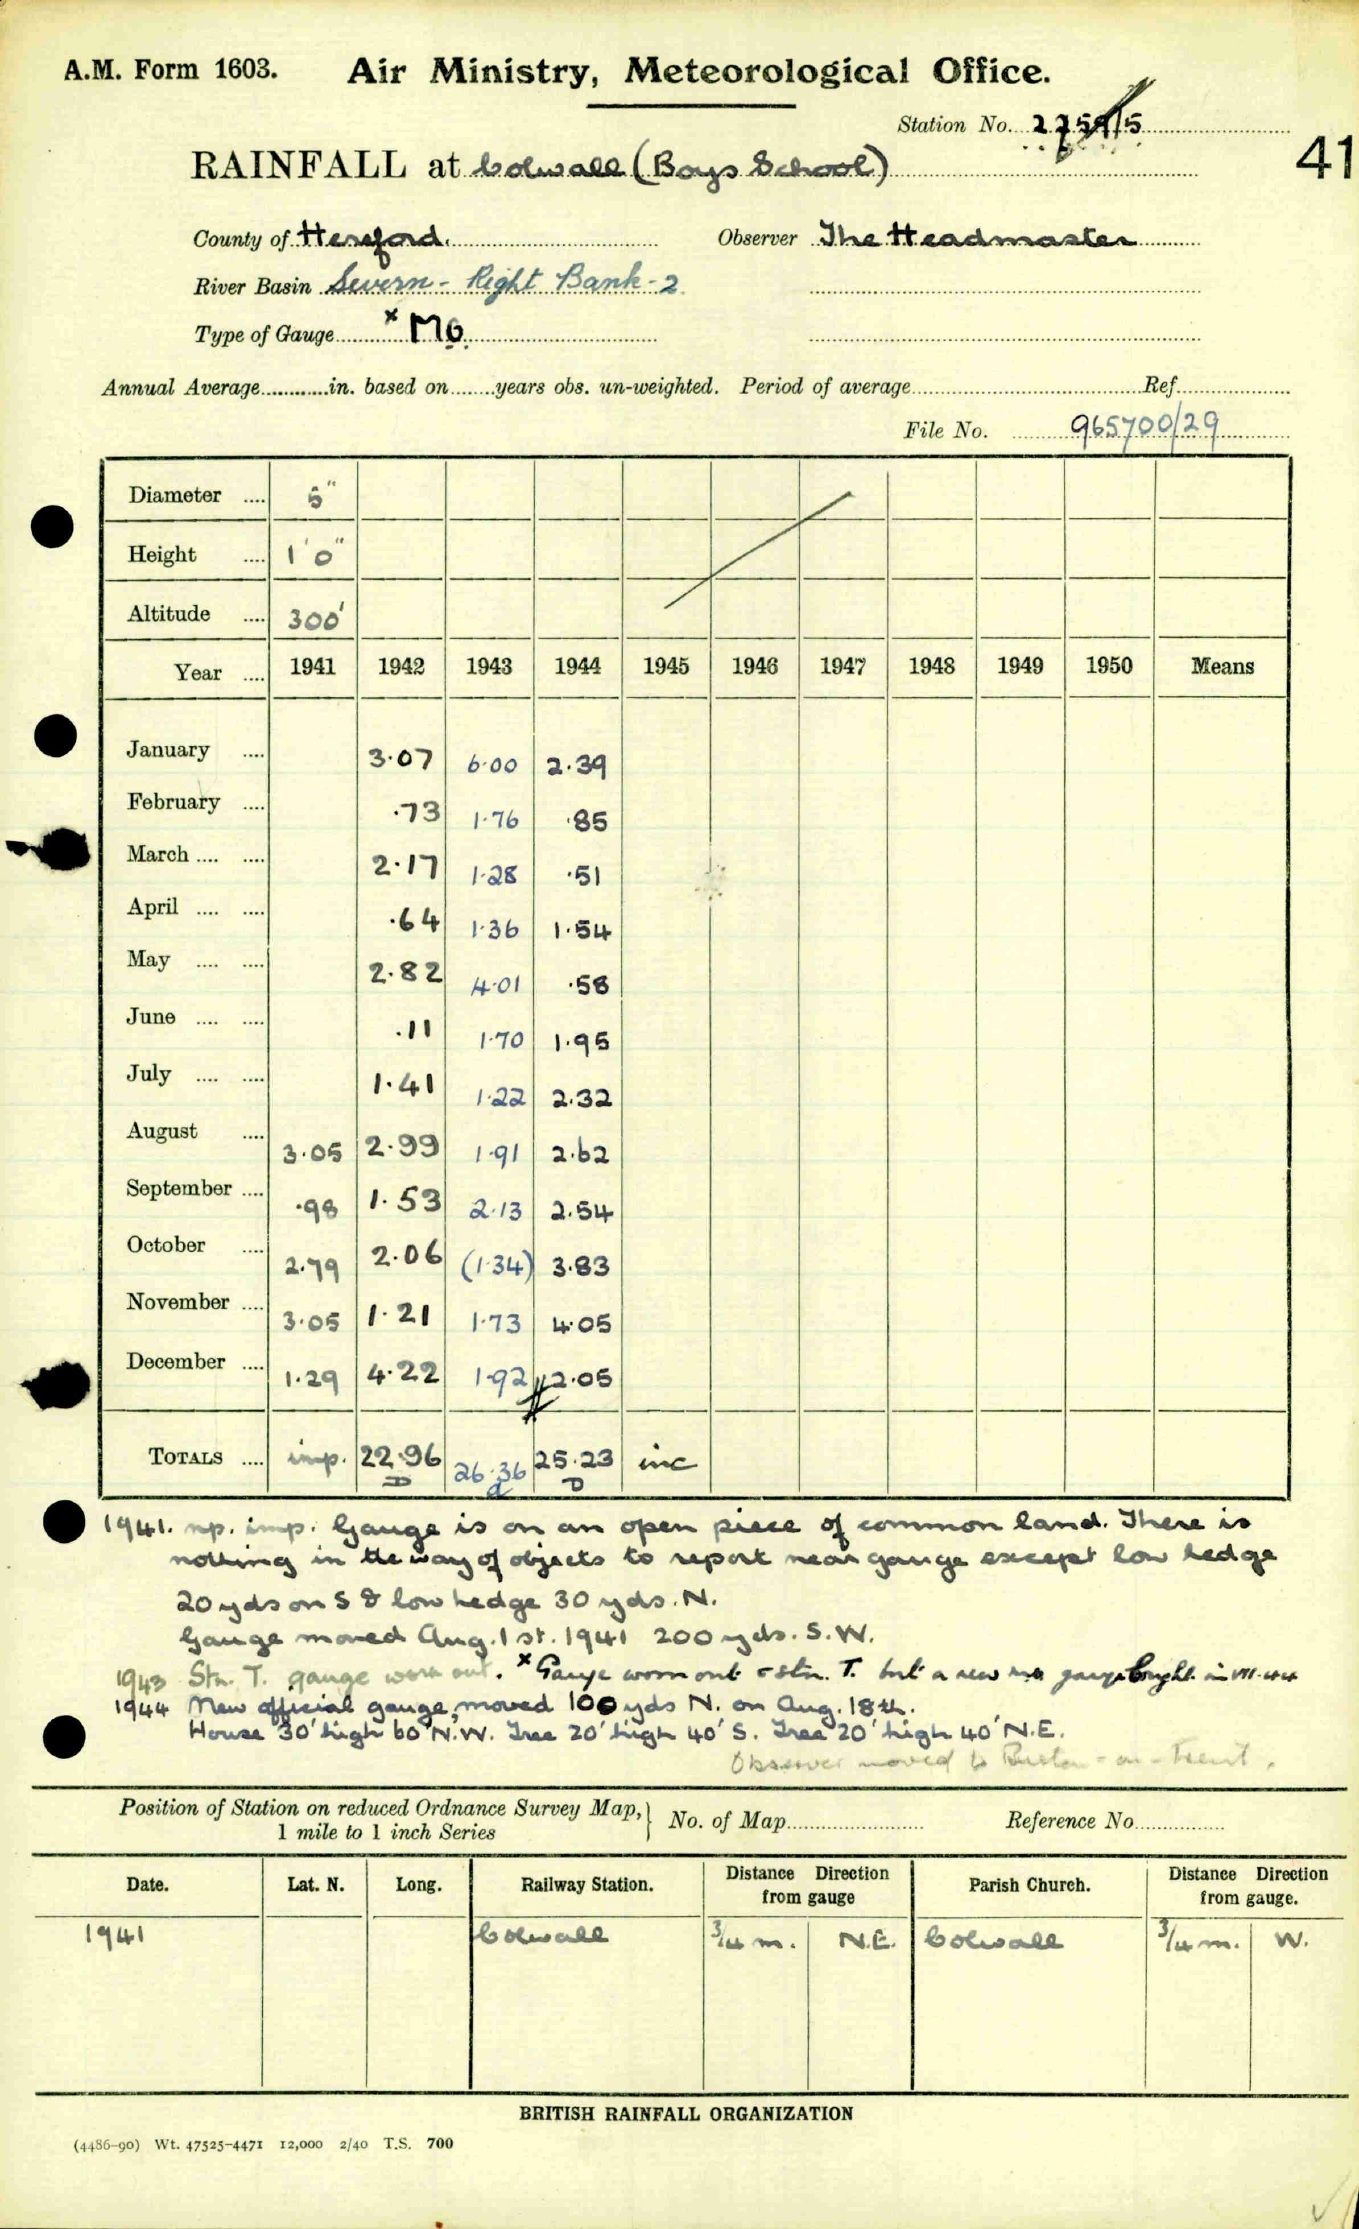 A.M. Form 1603. Air Ministry, Meteorological Office.
Station No. 2259/5
41
RAINFALL at Colwall (Boys School)
County of Hereford. Observer The Headmaster
River Basin Severn - Right Bank - 2
Type of Gauge x MO.
Annual Average............in. based on........years obs. un-weighted. Period of average........Ref........
File No. 965700/29
Diameter .... 5"
Height .... 1'0"
Altitude .... 300'
Year .... 1941 1942 1943 1944 1945 1946 1947 1948 1949 1950 Means
January .... 3.07 6.00 2.39
February .... .73 1.76 .85
March .... .... 2.17 1.28 .51
April .... .... .64 1.36 1.54
May .... .... 2.82 4.01 .58
June .... .... .11 1.70 1.95
July .... .... 1.41 1.22 2.32
August .... 3.05 2.99 1.91 2.62
September .... .98 1.53 2.13 2.54
October .... 2.79 2.06 (1.34) 3.83
November .... 3.05 1.21 1.73 4.05
December .... 1.29 4.22 1.92 2.05
TOTALS .... imp. 22.96 26.36 25.23 inc
D d D
1941. np. imp. Gauge is on an open piece of common land. There is
nothing in the way of objects to report near gauge except low hedge
20 yds on S & low hedge 30 yds. N.
Gauge moved Aug. 1st. 1941 200 yds. S.W.
1943 Stn. T. gauge worn out. x Gauge worn out - stn. T. but a new gauge bought in VII.44
1944 New official gauge, moved 100 yds N. on Aug. 18th.
House 30' high 60' N.W. Tree 20' high 40' S. Tree 20' high 40' N.E.
Observer moved to Burton-on-Trent.
Position of Station on reduced Ordnance Survey Map, } No. of Map........ Reference No........
1 mile to 1 inch Series
Date. Lat. N. Long. Railway Station. Distance Direction from gauge Parish Church. Distance Direction from gauge.
1941 Colwall 3/4 m. N.E. Colwall 3/4 m. W.
BRITISH RAINFALL ORGANIZATION
(4486-90) Wt. 47525-4471 12,000 2/40 T.S. 700